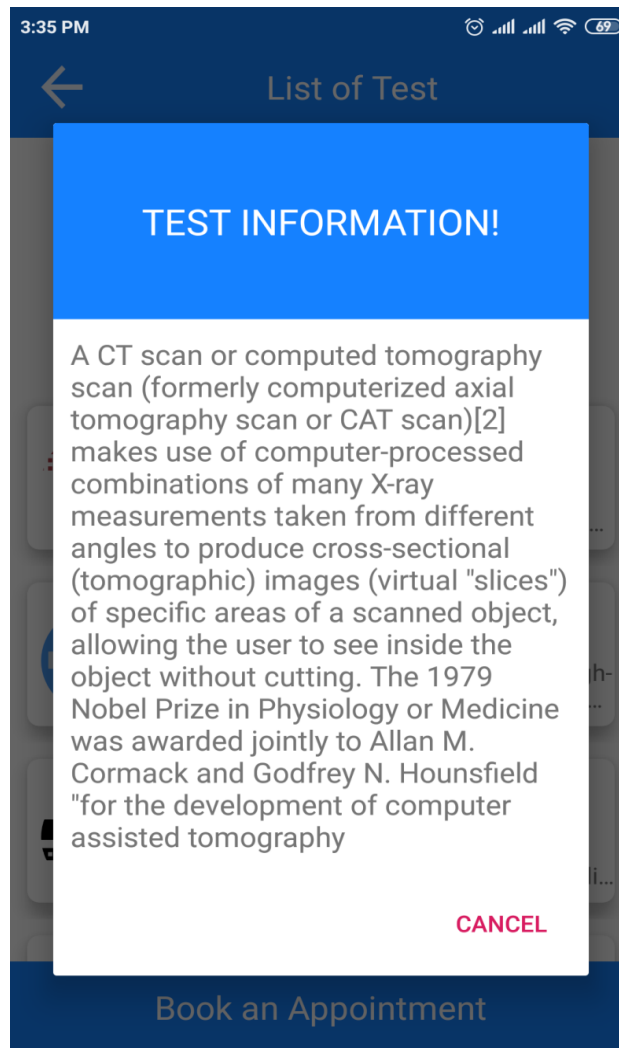 3:35 PM
69
List of Test
TEST INFORMATION!
A CT scan or computed tomography
scan (formerly computerized axial
tomography scan or CAT scan)[2]
makes use of computer-processed
combinations of many X-ray
measurements taken from different
angles to produce cross-sectional
(tomographic) images (virtual "slices")
of specific areas of a scanned object,
allowing the user to see inside the
object without cutting. The 1979
Nobel Prize in Physiology or Medicine
was awarded jointly to Allan M.
Cormack and Godfrey N. Hounsfield
"for the development of computer
assisted tomography
CANCEL
Book an Appointment